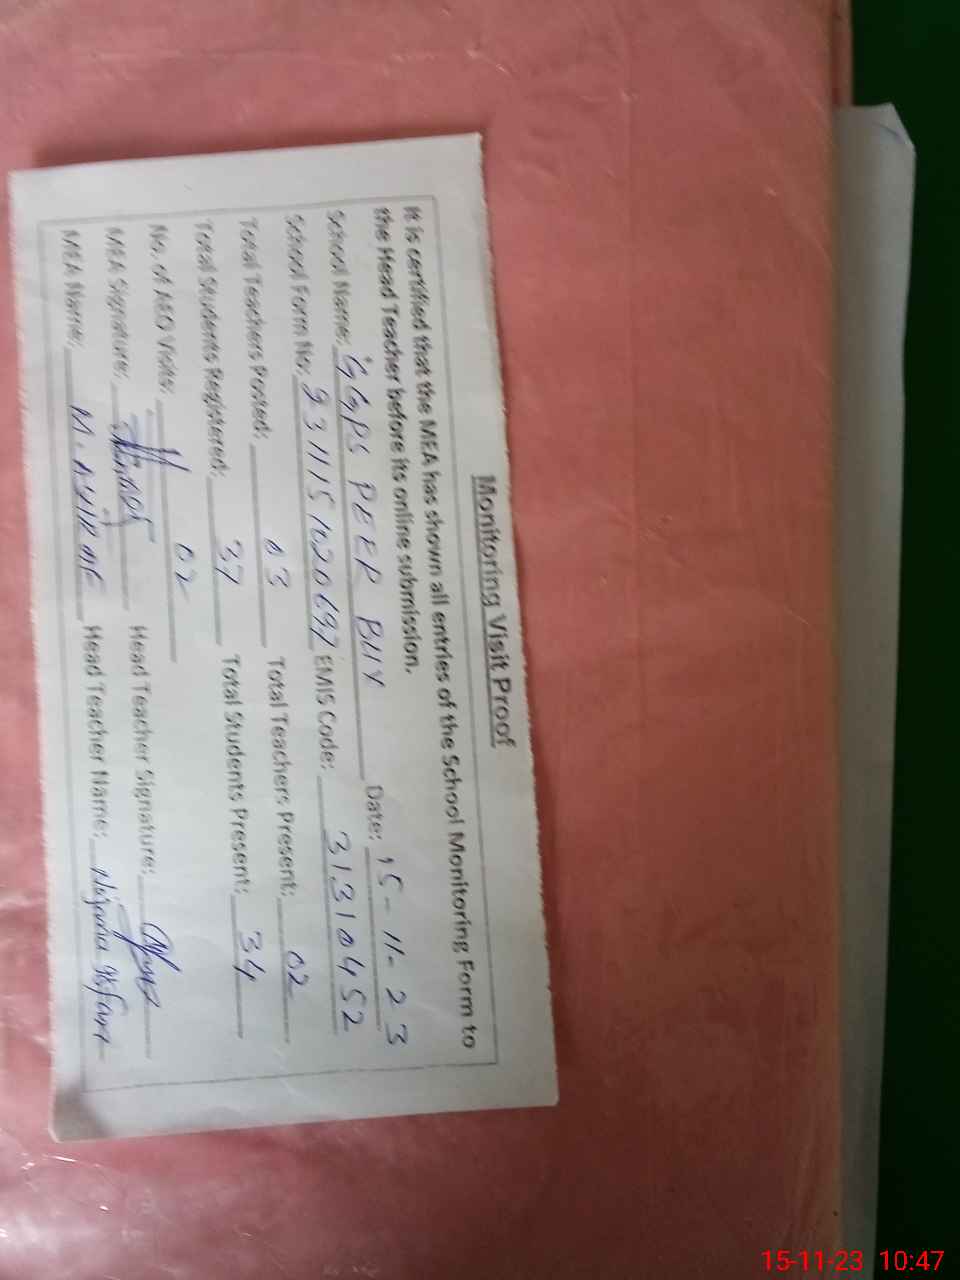 Monitoring Visit Proof
It is certified that the MEA has shown all entries of the School Monitoring Form to
the Head Teacher before its online submission.
School Name: GGPS PEER BUX Date: 15-11-23
School Form No. EMIS Code: 31310452
Total Teachers Posted: 03 Total Teachers Present: 02
Total Students Registered: 37 Total Students Present: 34
No. of AEO Visits: 02
MEA Signature: Head Teacher Signature:
MEA Name: M. Head Teacher Name:
15-11-23 10:47